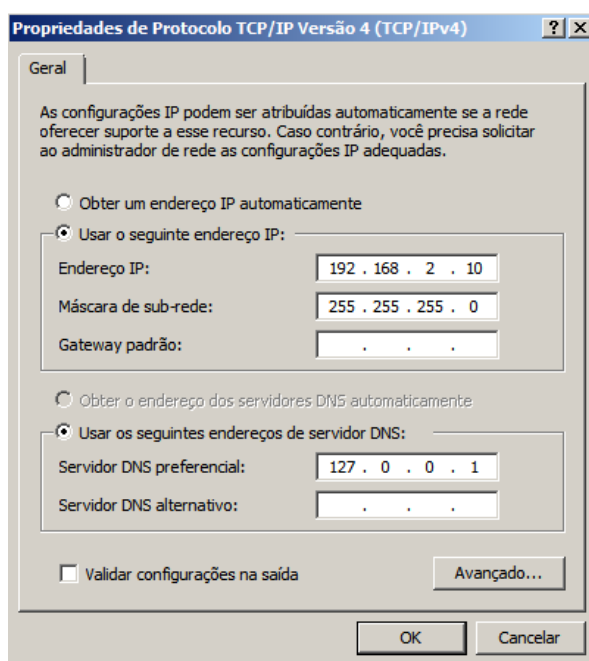 Propriedades de Protocolo TCP/IP Versão 4 (TCP/IPv4)
Geral
As configurações IP podem ser atribuídas automaticamente se a rede
oferecer suporte a esse recurso. Caso contrário, você precisa solicitar
ao administrador de rede as configurações IP adequadas.
Obter um endereço IP automaticamente
Usar o seguinte endereço IP:
Endereço IP: 192 . 168 . 2 . 10
Máscara de sub-rede: 255 . 255 . 255 . 0
Gateway padrão: . . .
Obter o endereço dos servidores DNS automaticamente
Usar os seguintes endereços de servidor DNS:
Servidor DNS preferencial: 127 . 0 . 0 . 1
Servidor DNS alternativo: . . .
Validar configurações na saída Avançado...
OK Cancelar